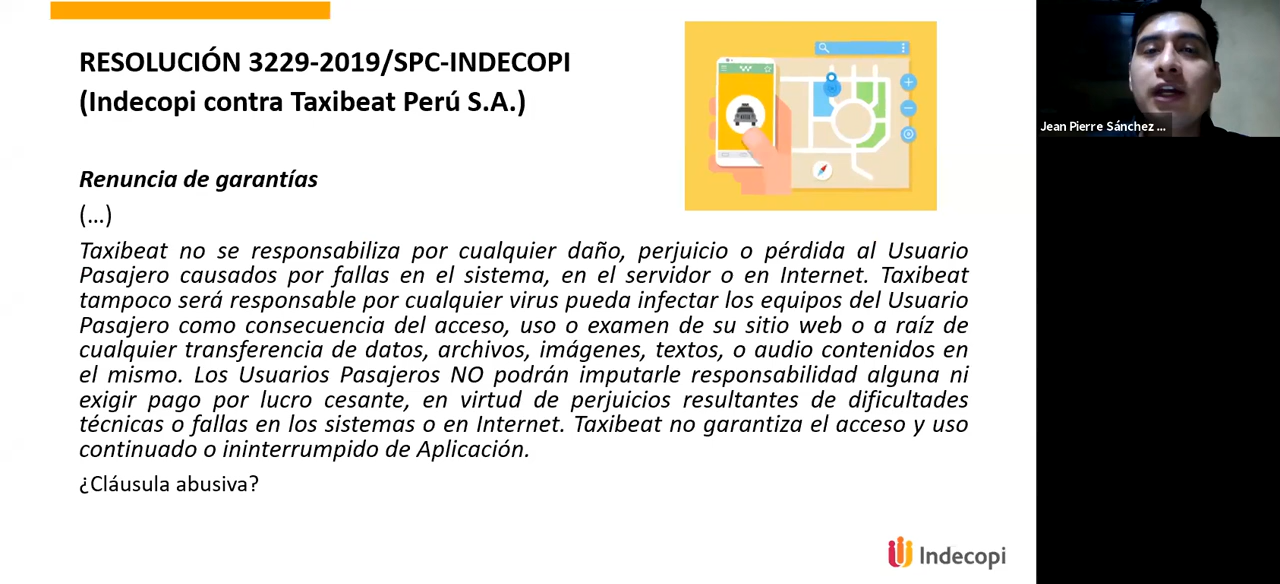 RESOLUCIÓN 3229-2019/SPC-INDECOPI
(Indecopi contra Taxibeat Perú S.A.)
Renuncia de garantías
(...)
Taxibeat no se responsabiliza por cualquier daño, perjuicio o pérdida al Usuario
Pasajero causados por fallas en el sistema, en el servidor o en Internet. Taxibeat
tampoco será responsable por cualquier virus pueda infectar los equipos del Usuario
Pasajero como consecuencia del acceso, uso o examen de su sitio web o a raíz de
cualquier transferencia de datos, archivos, imágenes, textos, o audio contenidos en
el mismo. Los Usuarios Pasajeros NO podrán imputarle responsabilidad alguna ni
exigir pago por lucro cesante, en virtud de perjuicios resultantes de dificultades
técnicas o fallas en los sistemas o en Internet. Taxibeat no garantiza el acceso y uso
continuado o ininterrumpido de Aplicación.
¿Cláusula abusiva?
Indecopi
Jean Pierre Sánchez ...